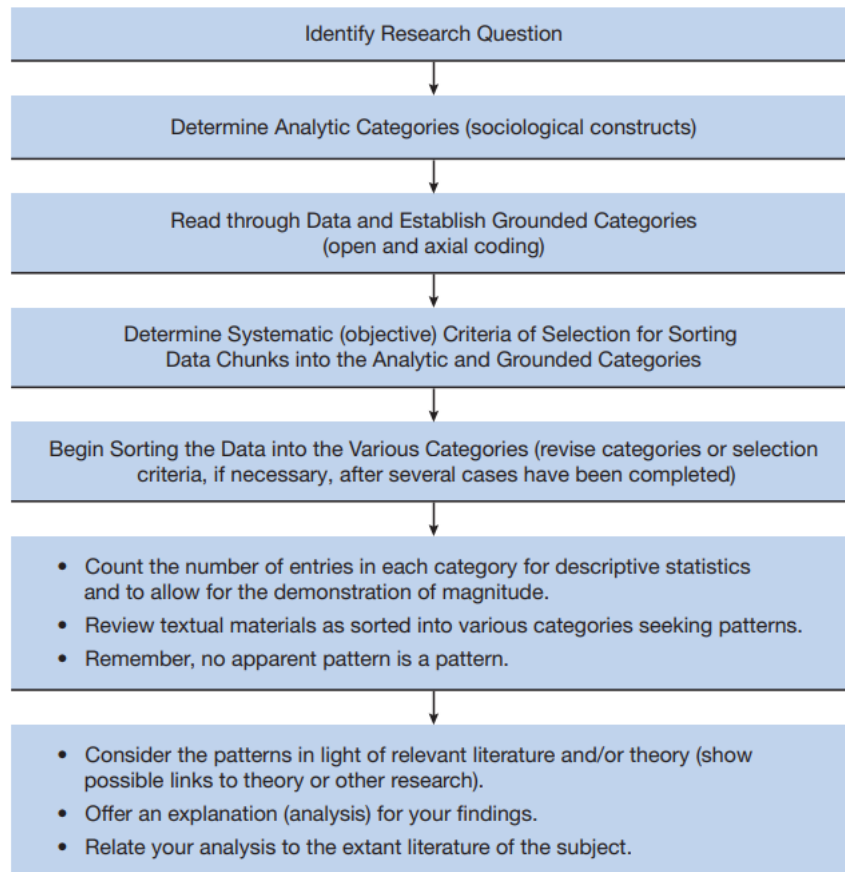 Identify Research Question
Determine Analytic Categories (sociological constructs)
Read through Data and Establish Grounded Categories
(open and axial coding)
Determine Systematic (objective) Criteria of Selection for Sorting
Data Chunks into the Analytic and Grounded Categories
Begin Sorting the Data into the Various Categories (revise categories or selection
criteria, if necessary, after several cases have been completed)
• Count the number of entries in each category for descriptive statistics
and to allow for the demonstration of magnitude.
• Review textual materials as sorted into various categories seeking patterns.
• Remember, no apparent pattern is a pattern.
• Consider the patterns in light of relevant literature and/or theory (show
possible links to theory or other research).
• Offer an explanation (analysis) for your findings.
• Relate your analysis to the extant literature of the subject.